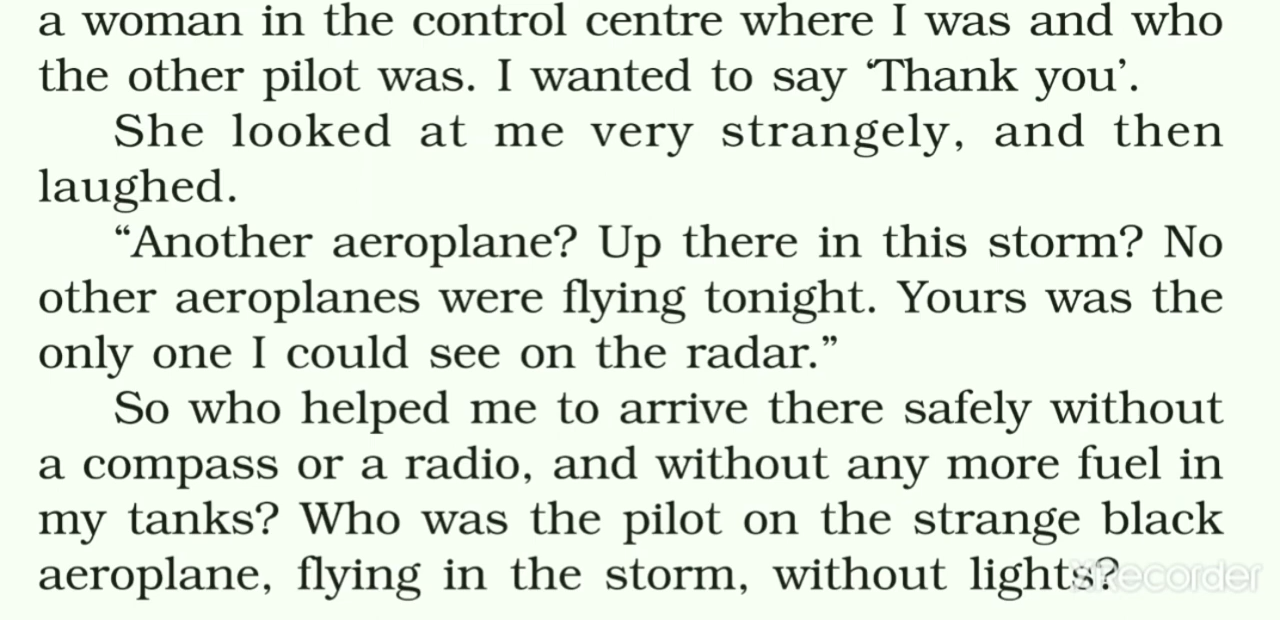 a woman in the control centre where I was and who
the other pilot was. I wanted to say ‘Thank you’.
She looked at me very strangely, and then
laughed.
“Another aeroplane? Up there in this storm? No
other aeroplanes were flying tonight. Yours was the
only one I could see on the radar.”
So who helped me to arrive there safely without
a compass or a radio, and without any more fuel in
my tanks? Who was the pilot on the strange black
aeroplane, flying in the storm, without lights?
XRecorder